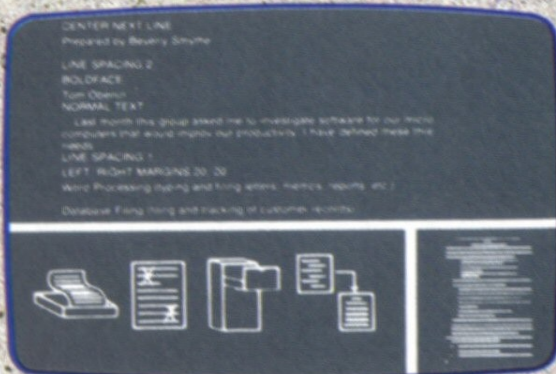 CENTER NEXT LINE
Prepared by Beverly Smythe
LINE SPACING 2
BOLDFACE
Tom Oberlin
NORMAL TEXT
Last month this group asked me to investigate software for our micro
computers that would improv our productivity. I have defined these three
needs
LINE SPACING 1
LEFT RIGHT MARGINS 20 20
Word Processing (typing and filing letters, memos, reports, etc.)
Database Filing (filing and tracking of customer records)